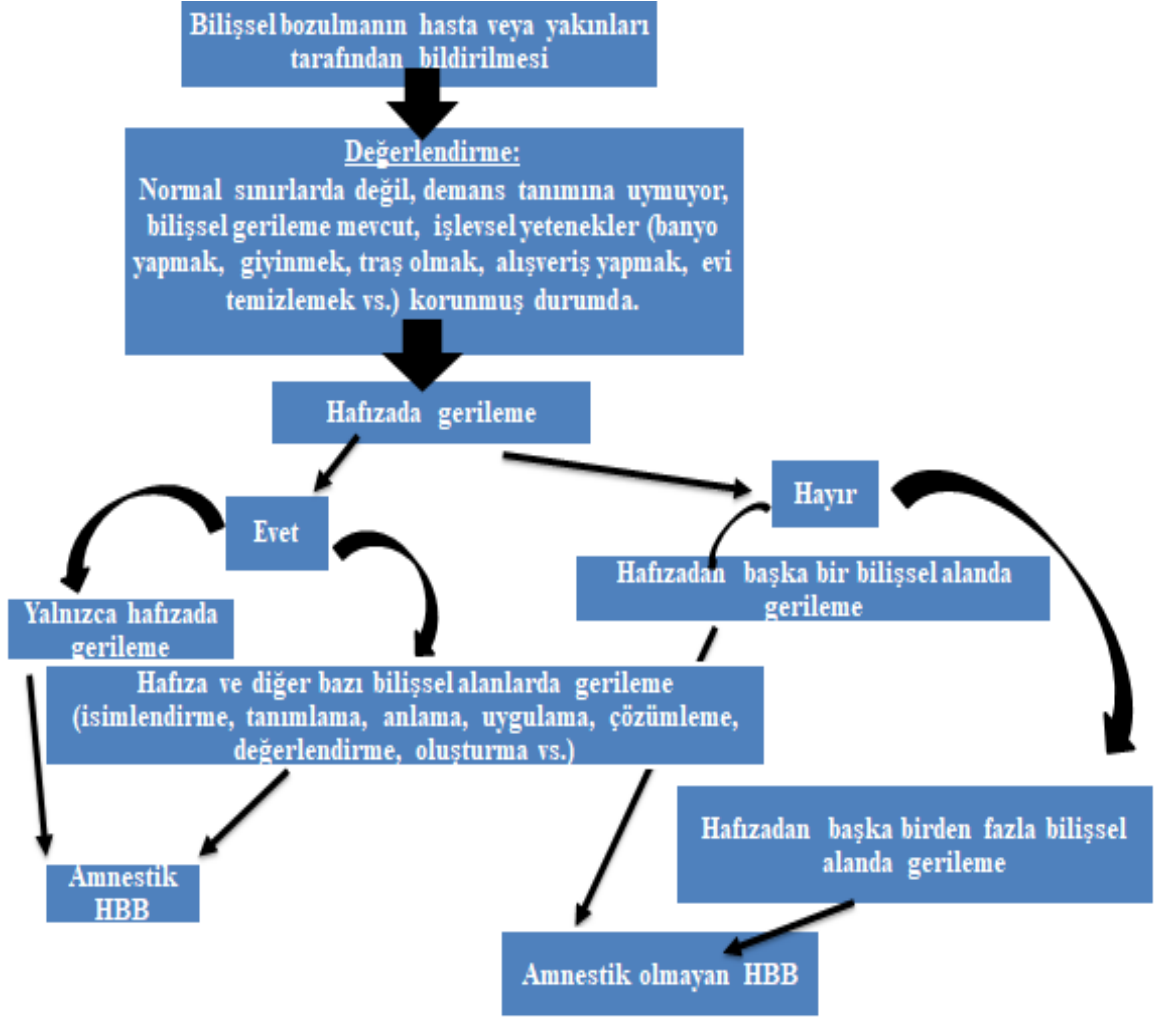 Bilişsel bozulmanın hasta veya yakınları
tarafından bildirilmesi
Değerlendirme:
Normal sınırlarda değil, demans tanımına uymuyor,
bilişsel gerileme mevcut, işlevsel yetenekler (banyo
yapmak, giyinmek, traş olmak, alışveriş yapmak, evi
temizlemek vs.) korunmuş durumda.
Hafızada gerileme
Evet
Hayır
Yalnızca hafızada
gerileme
Hafızadan başka bir bilişsel alanda
gerileme
Hafıza ve diğer bazı bilişsel alanlarda gerileme
(isimlendirme, tanımlama, anlama, uygulama, çözümleme,
değerlendirme, oluşturma vs.)
Hafızadan başka birden fazla bilişsel
alanda gerileme
Amnestik
HBB
Amnestik olmayan HBB